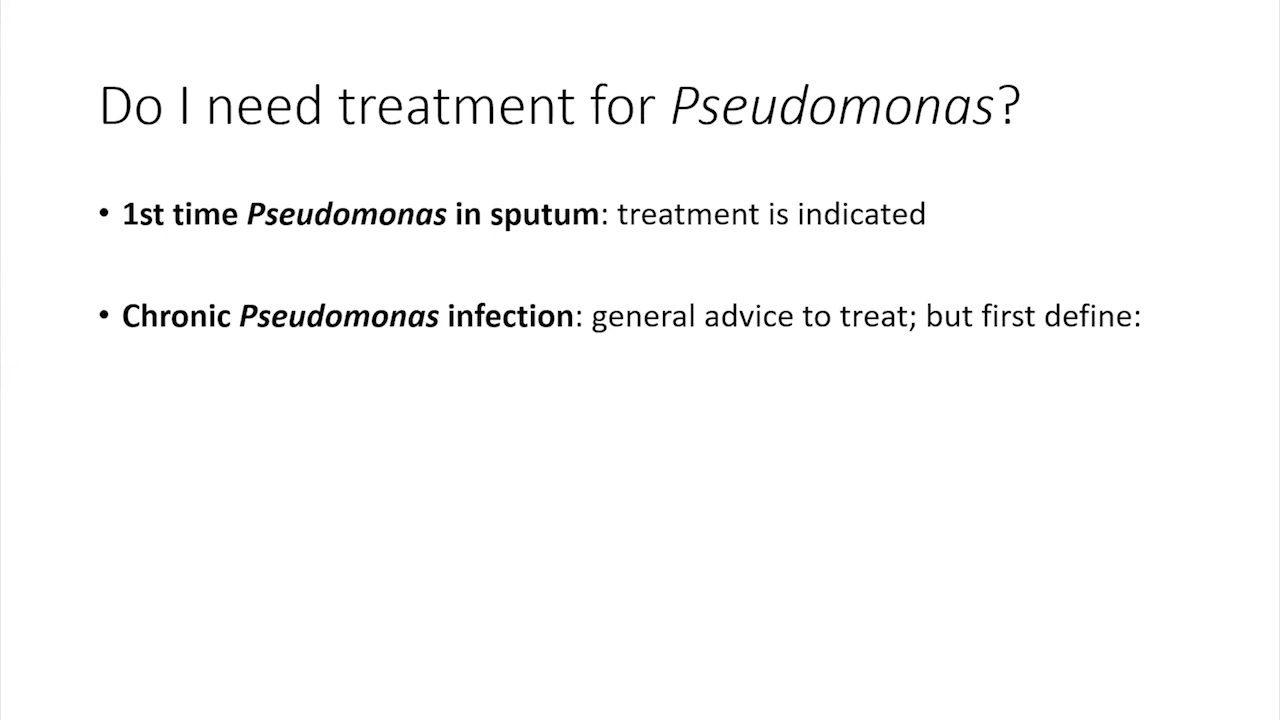 Do I need treatment for Pseudomonas?
• 1st time Pseudomonas in sputum: treatment is indicated
• Chronic Pseudomonas infection: general advice to treat; but first define: